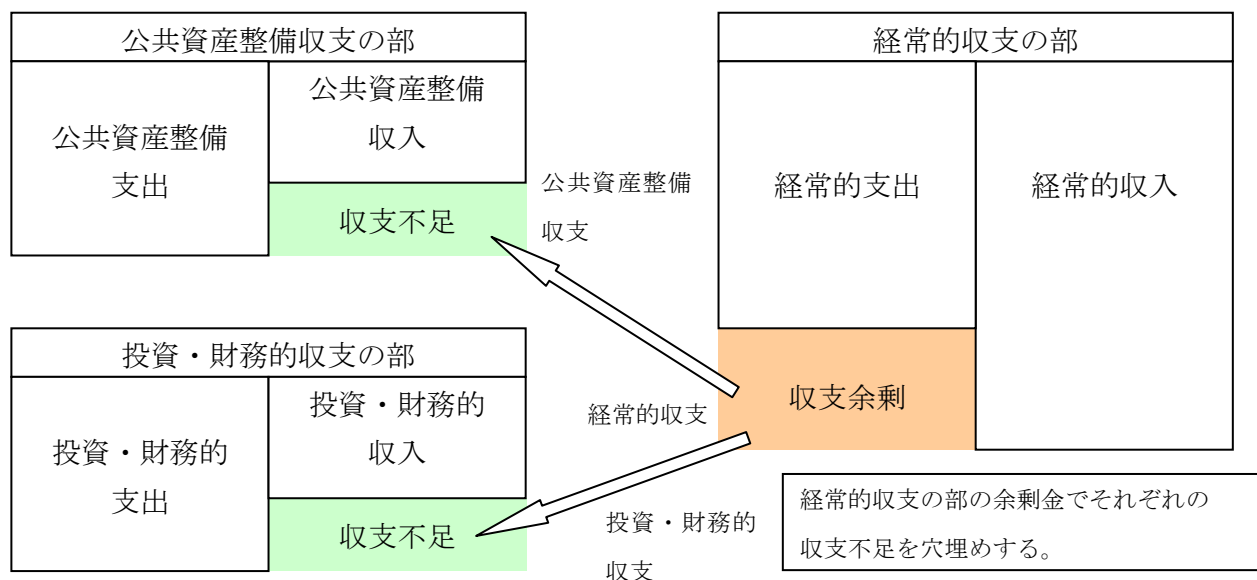 公共資産整備収支の部
公共資産整備
支出
公共資産整備
収入
収支不足
公共資産整備
収支
経常的収支の部
経常的支出
経常的収入
収支余剰
経常的収支
投資・財務的収支の部
投資・財務的
支出
投資・財務的
収入
収支不足
投資・財務的
収支
経常的収支の部の余剰金でそれぞれの
収支不足を穴埋めする。